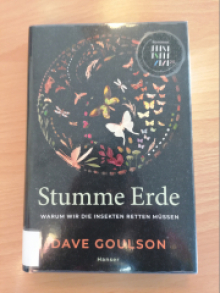 Stumme Erde
WARUM WIR DIE INSEKTEN RETTEN MÜSSEN
DAVE GOULSON
Hanser